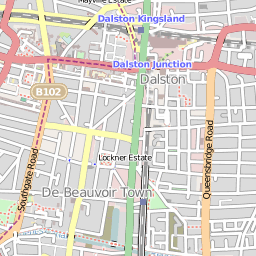 Mayville Estate
Dalston Kingsland
Dalston Junction
Dalston
B102
Lockner Estate
Southgate Road
Queensbridge Road
De Beauvoir Town